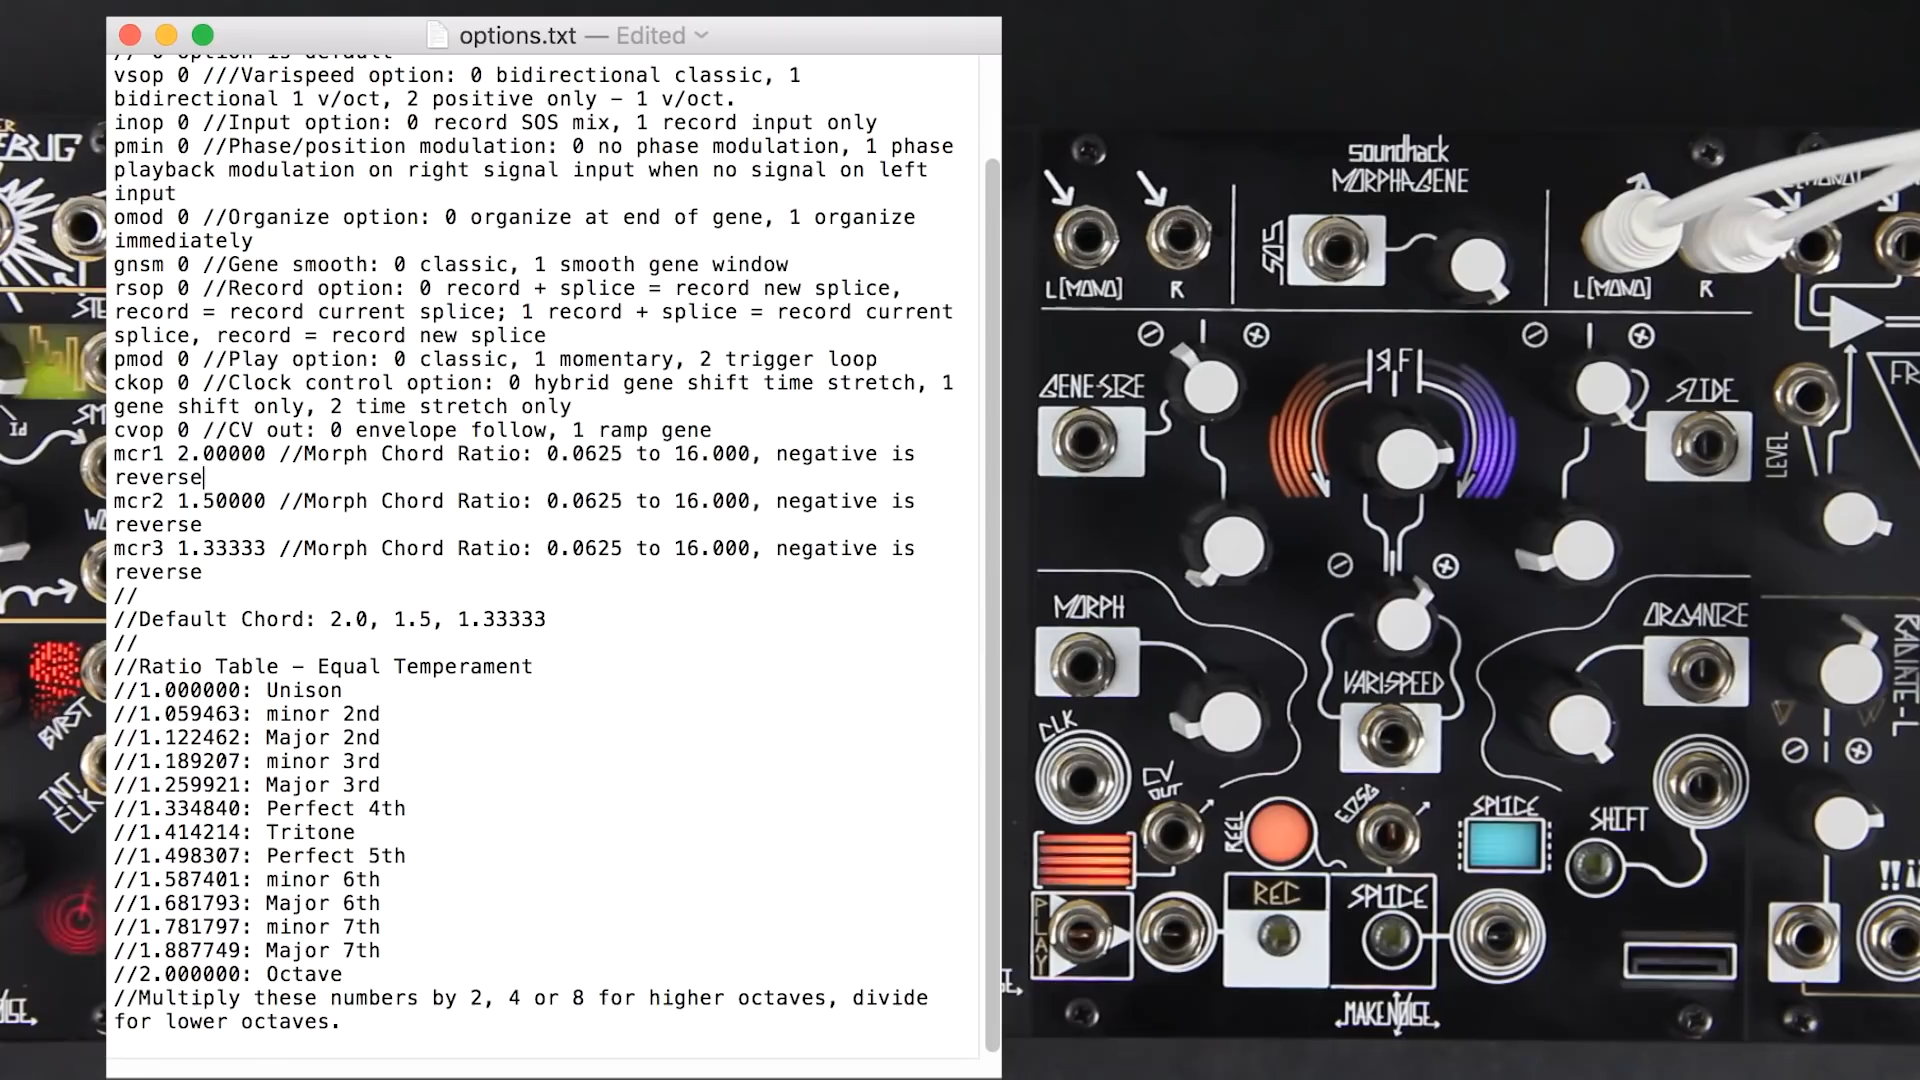 options.txt — Edited
// 0 option is default
vsop 0 ///Varispeed option: 0 bidirectional classic, 1
bidirectional 1 v/oct, 2 positive only – 1 v/oct.
inop 0 //Input option: 0 record SOS mix, 1 record input only
pmin 0 //Phase/position modulation: 0 no phase modulation, 1 phase
playback modulation on right signal input when no signal on left
input
omod 0 //Organize option: 0 organize at end of gene, 1 organize
immediately
gnsm 0 //Gene smooth: 0 classic, 1 smooth gene window
rsop 0 //Record option: 0 record + splice = record new splice,
record = record current splice; 1 record + splice = record current
splice, record = record new splice
pmod 0 //Play option: 0 classic, 1 momentary, 2 trigger loop
ckop 0 //Clock control option: 0 hybrid gene shift time stretch, 1
gene shift only, 2 time stretch only
cvop 0 //CV out: 0 envelope follow, 1 ramp gene
mcr1 2.00000 //Morph Chord Ratio: 0.0625 to 16.000, negative is
reverse
mcr2 1.50000 //Morph Chord Ratio: 0.0625 to 16.000, negative is
reverse
mcr3 1.33333 //Morph Chord Ratio: 0.0625 to 16.000, negative is
reverse
//
//Default Chord: 2.0, 1.5, 1.33333
//
//Ratio Table – Equal Temperament
//1.000000: Unison
//1.059463: minor 2nd
//1.122462: Major 2nd
//1.189207: minor 3rd
//1.259921: Major 3rd
//1.334840: Perfect 4th
//1.414214: Tritone
//1.498307: Perfect 5th
//1.587401: minor 6th
//1.681793: Major 6th
//1.781797: minor 7th
//1.887749: Major 7th
//2.000000: Octave
//Multiply these numbers by 2, 4 or 8 for higher octaves, divide
for lower octaves.
soundhack
MORPHAGENE
SOS
L [MONO]
R
L [MONO]
R
GENE-SIZE
SLIDE
MORPH
ORGANIZE
VARISPEED
CLK
CV
OUT
REEL
EOSG
SPLICE
SHIFT
PLAY
REC
SPLICE
MAKENOISE
LEVEL
RADIATE-L
FR
!!
BURST
INT
CLK